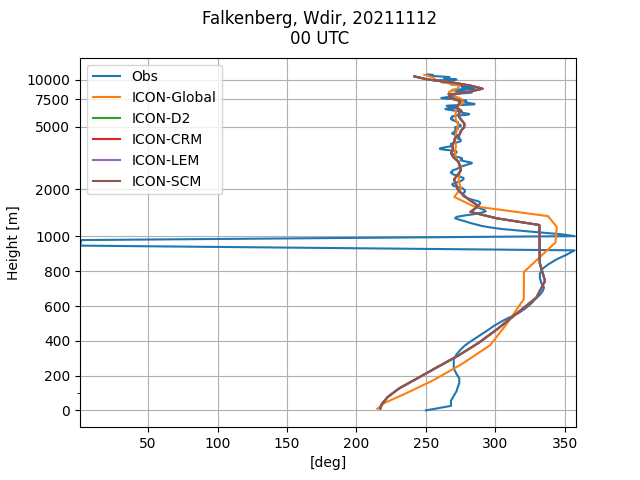 Falkenberg, Wdir, 20211112
00 UTC
Obs
ICON-Global
ICON-D2
ICON-CRM
ICON-LEM
ICON-SCM
Height [m]
10000
7500
5000
2000
1000
800
600
400
200
0
50 100 150 200 250 300 350
[deg]